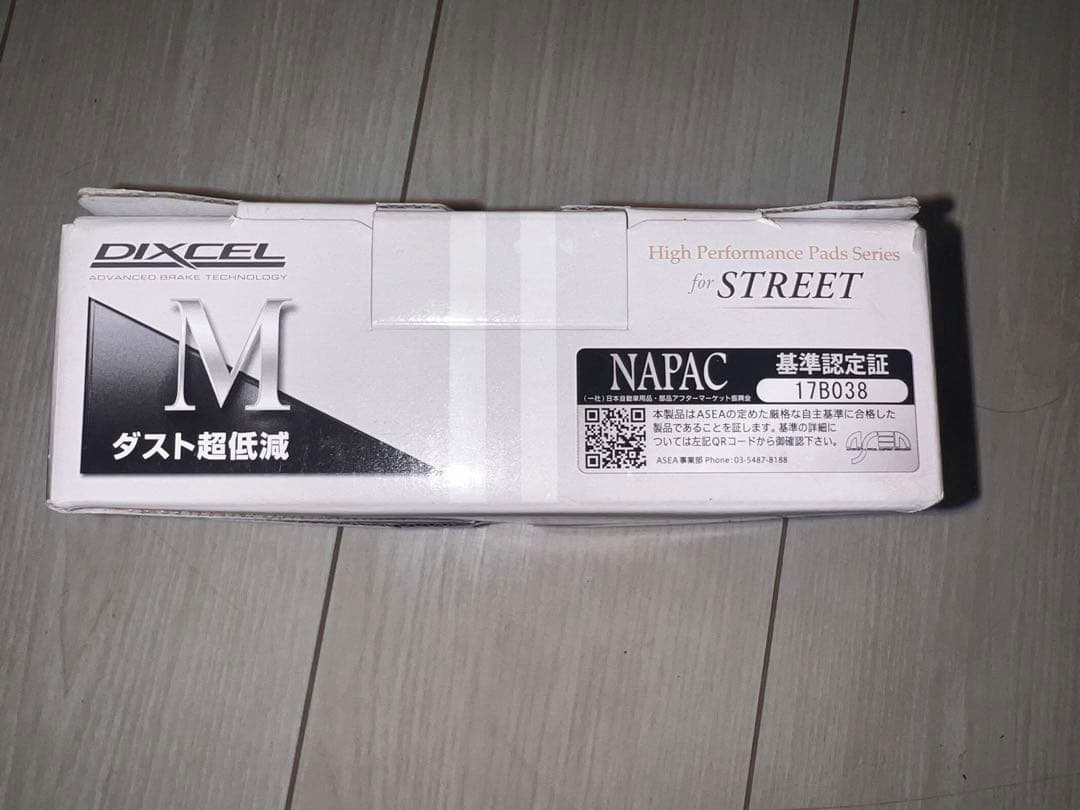 DIXCEL
ADVANCED BRAKE TECHNOLOGY
M
ダスト超低減
High Performance Pads Series
for STREET
NAPAC
(一社)日本自動車用品・部品アフターマーケット振興会
基準認定証
17B038
本製品はASEAの定めた厳格な自主基準に合格した
製品であることを証します。基準の詳細に
ついては左記QRコードから御確認下さい。
ASEA事業部 Phone:03-5487-8188
ASEA